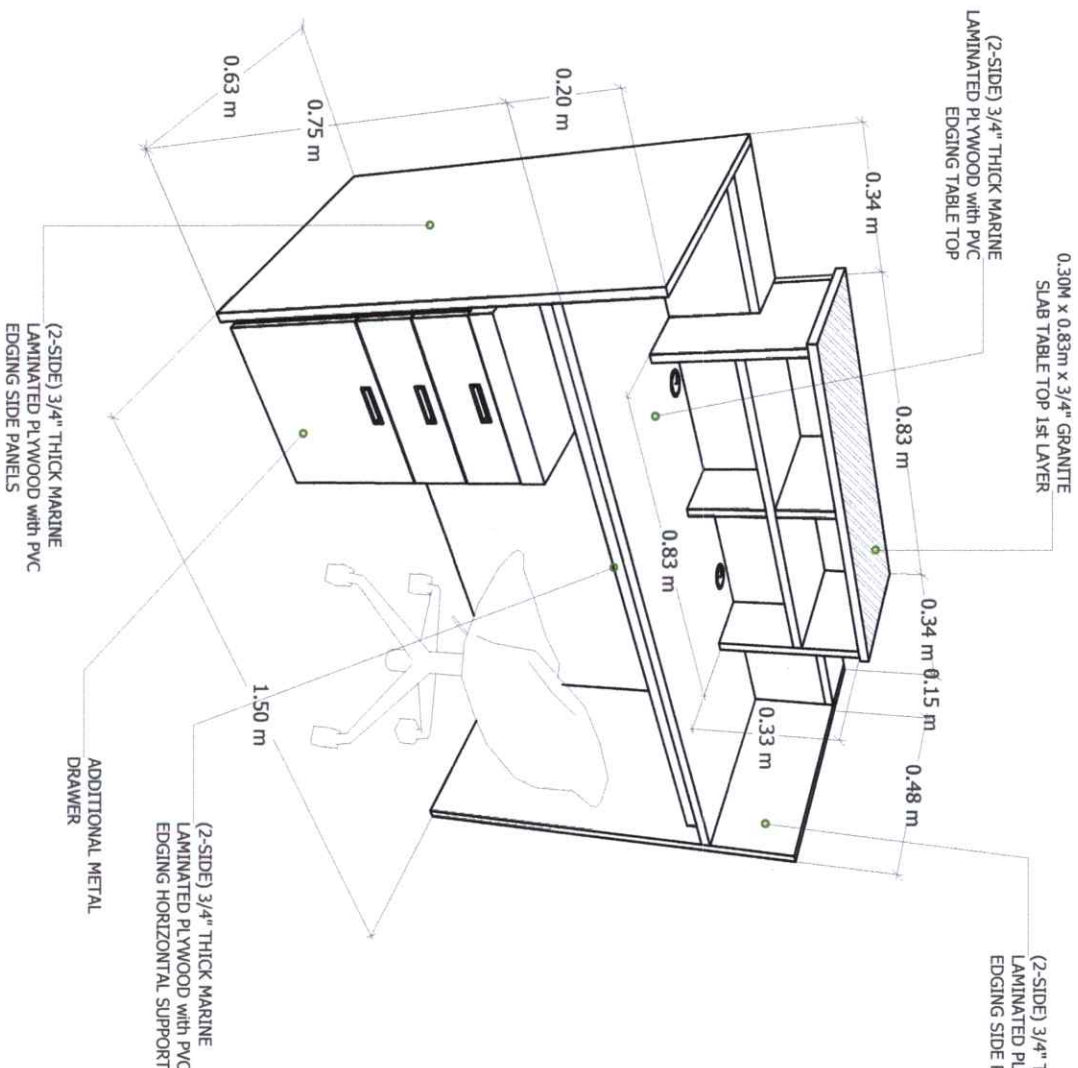 0.30M x 0.83m x 3/4" GRANITE
SLAB TABLE TOP 1st LAYER
(2-SIDE) 3/4" THICK MARINE
LAMINATED PLYWOOD with PVC
EDGING TABLE TOP
(2-SIDE) 3/4"
LAMINATED
EDGING SIDE
0.34 m
0.83 m
0.34 m
0.15 m
0.48 m
0.20 m
0.75 m
0.63 m
0.83 m
0.33 m
1.50 m
(2-SIDE) 3/4" THICK MARINE
LAMINATED PLYWOOD with PVC
EDGING SIDE PANELS
ADDITIONAL METAL
DRAWER
(2-SIDE) 3/4" THICK MARINE
LAMINATED PLYWOOD with PVC
EDGING HORIZONTAL SUPPORT